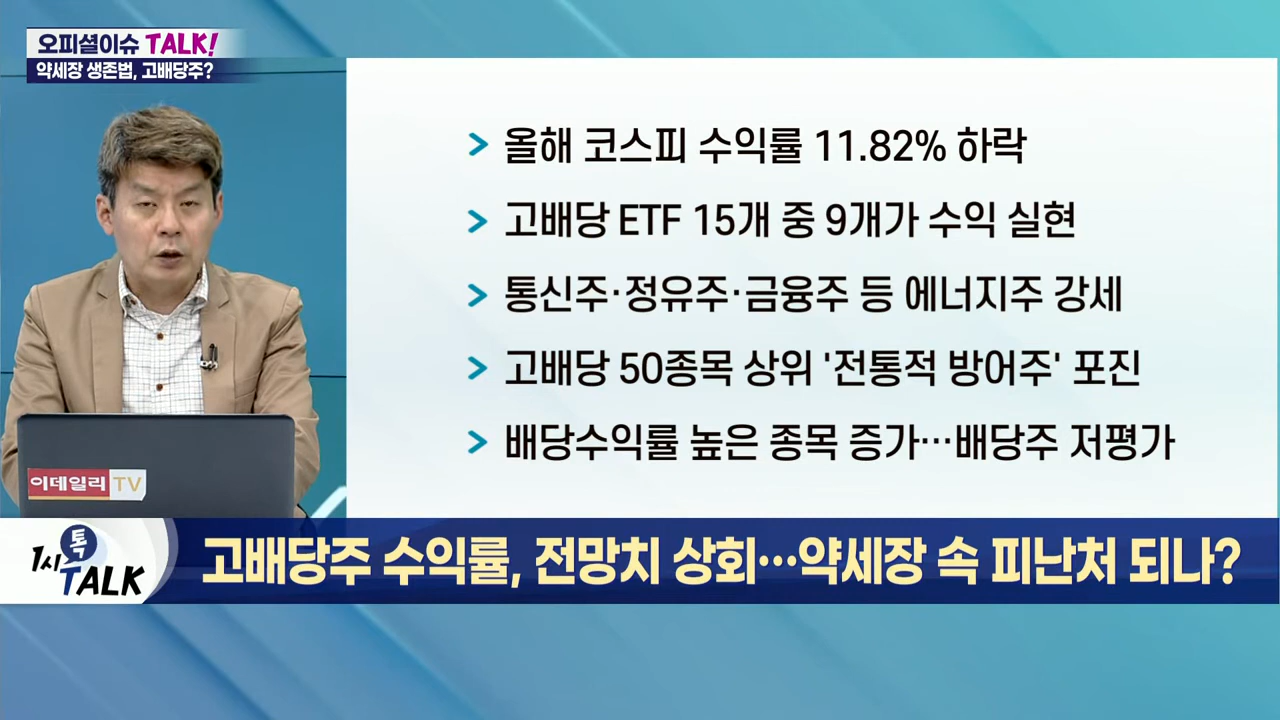 오피셜이슈 TALK!
약세장 생존법, 고배당주?
> 올해 코스피 수익률 11.82% 하락
> 고배당 ETF 15개 중 9개가 수익 실현
> 통신주·정유주·금융주 등 에너지주 강세
> 고배당 50종목 상위 '전통적 방어주' 포진
> 배당수익률 높은 종목 증가…배당주 저평가
이데일리 TV
1시 톡 TALK
고배당주 수익률, 전망치 상회…약세장 속 피난처 되나?